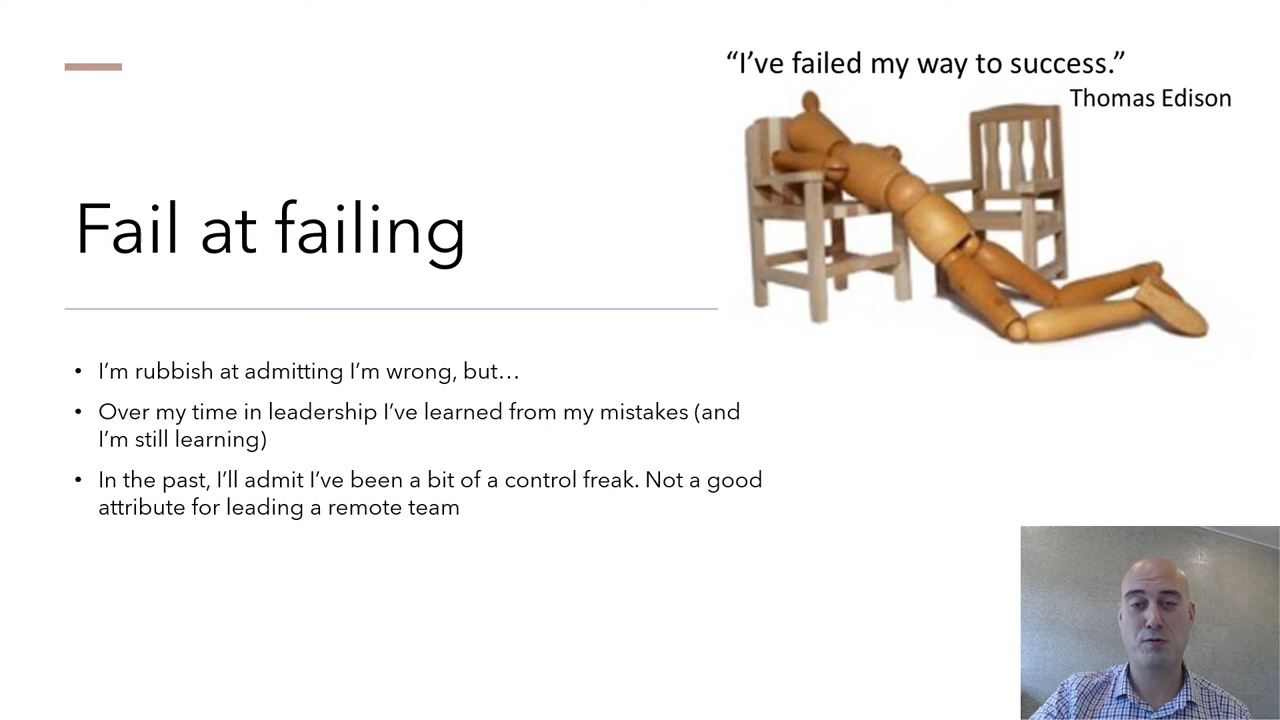 “I’ve failed my way to success.”
Thomas Edison
Fail at failing
• I’m rubbish at admitting I’m wrong, but…
• Over my time in leadership I’ve learned from my mistakes (and
I’m still learning)
• In the past, I’ll admit I’ve been a bit of a control freak. Not a good
attribute for leading a remote team